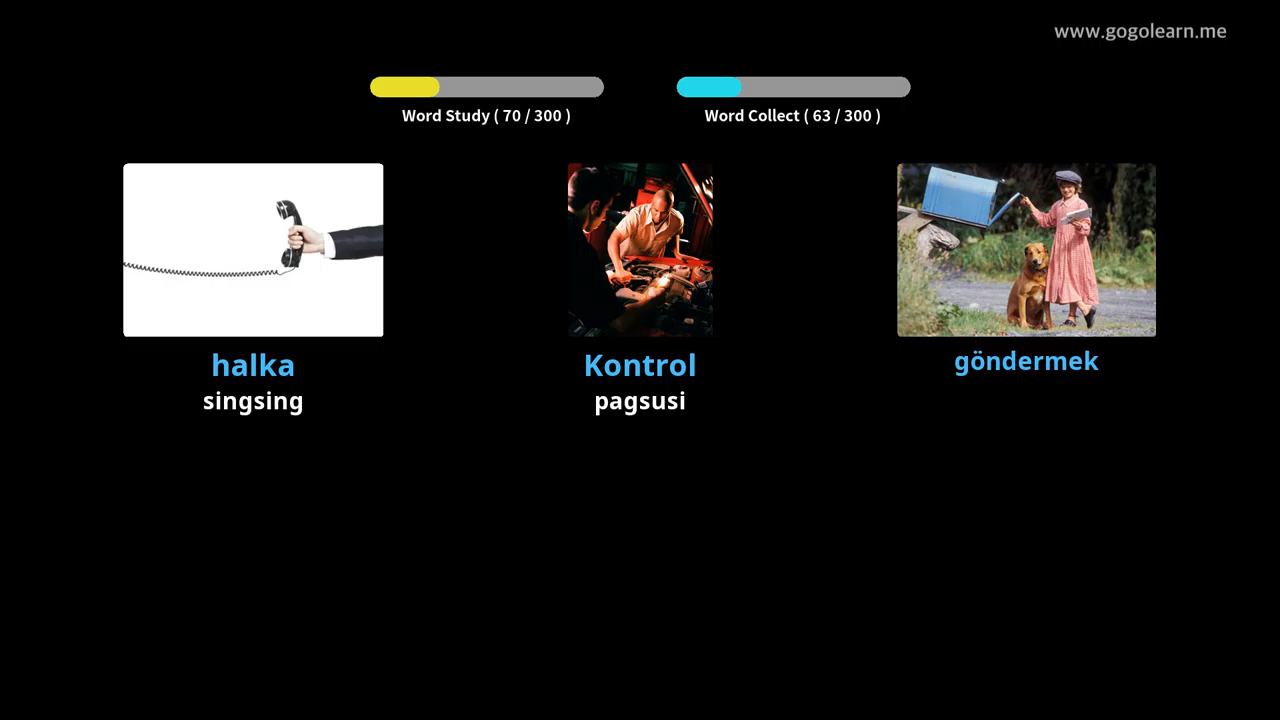 www.gogolearn.me
Word Study ( 70 / 300 )
Word Collect ( 63 / 300 )
halka
singsing
Kontrol
pagsusi
göndermek